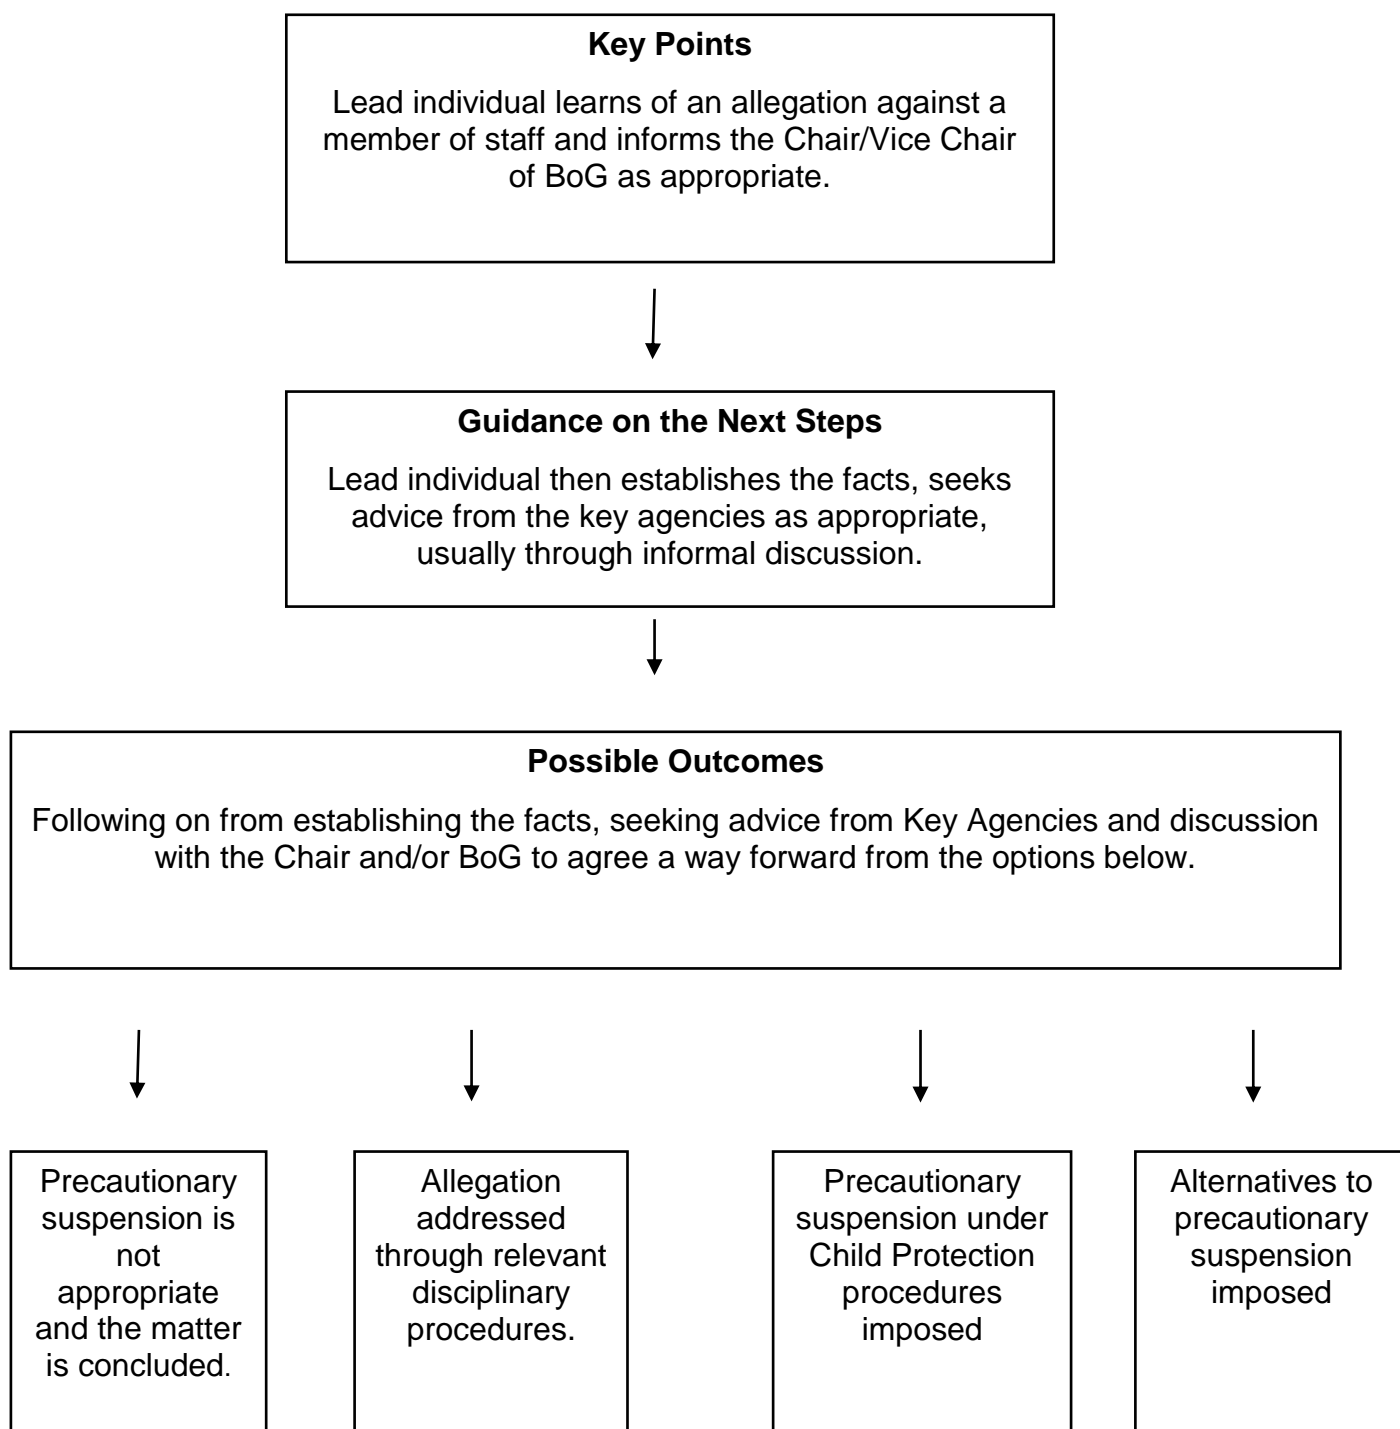 Key Points
Lead individual learns of an allegation against a
member of staff and informs the Chair/Vice Chair
of BoG as appropriate.
Guidance on the Next Steps
Lead individual then establishes the facts, seeks
advice from the key agencies as appropriate,
usually through informal discussion.
Possible Outcomes
Following on from establishing the facts, seeking advice from Key Agencies and discussion
with the Chair and/or BoG to agree a way forward from the options below.
Precautionary
suspension is
not
appropriate
and the matter
is concluded.
Allegation
addressed
through relevant
disciplinary
procedures.
Precautionary
suspension under
Child Protection
procedures
imposed
Alternatives to
precautionary
suspension
imposed